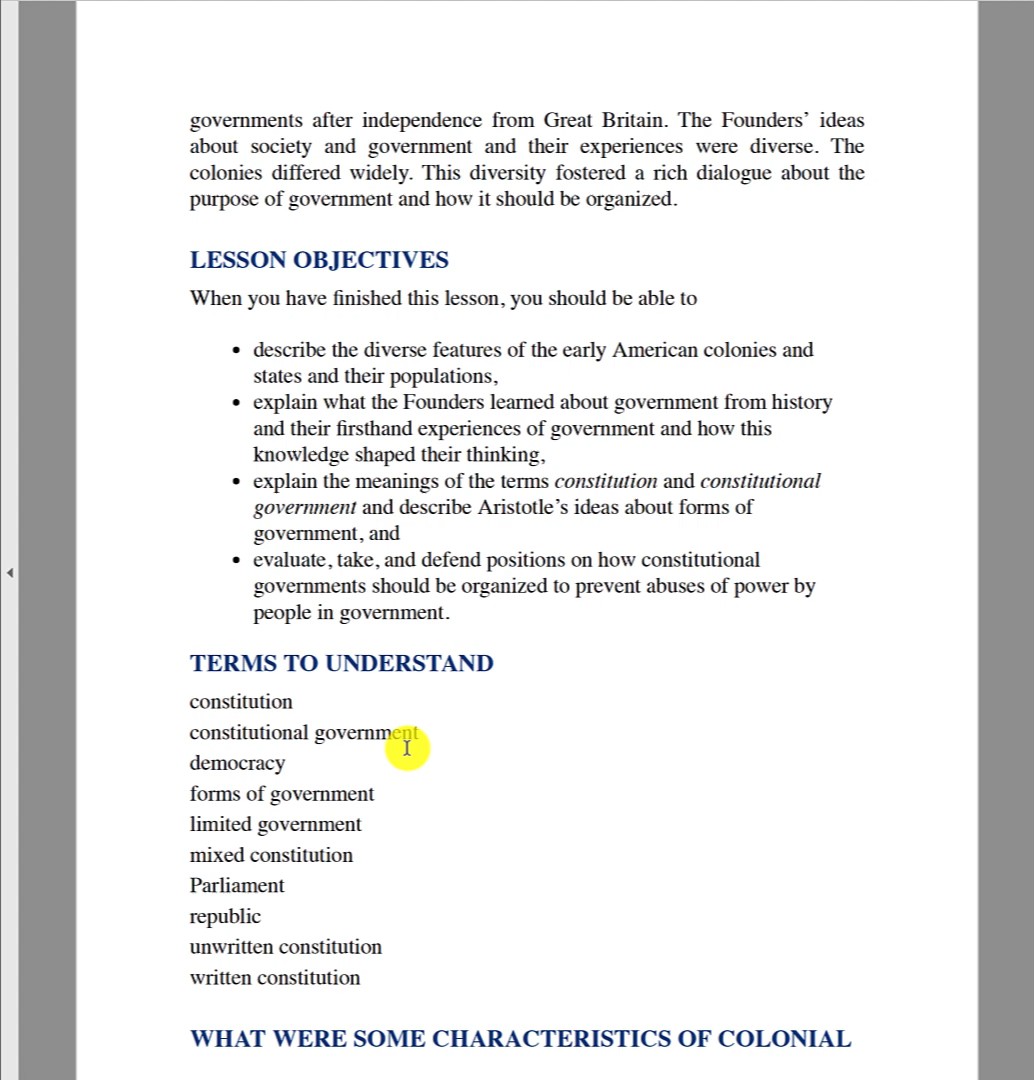 governments after independence from Great Britain. The Founders’ ideas
about society and government and their experiences were diverse. The
colonies differed widely. This diversity fostered a rich dialogue about the
purpose of government and how it should be organized.
LESSON OBJECTIVES
When you have finished this lesson, you should be able to
• describe the diverse features of the early American colonies and
states and their populations,
• explain what the Founders learned about government from history
and their firsthand experiences of government and how this
knowledge shaped their thinking,
• explain the meanings of the terms constitution and constitutional
government and describe Aristotle’s ideas about forms of
government, and
• evaluate, take, and defend positions on how constitutional
governments should be organized to prevent abuses of power by
people in government.
TERMS TO UNDERSTAND
constitution
constitutional government
democracy
forms of government
limited government
mixed constitution
Parliament
republic
unwritten constitution
written constitution
WHAT WERE SOME CHARACTERISTICS OF COLONIAL